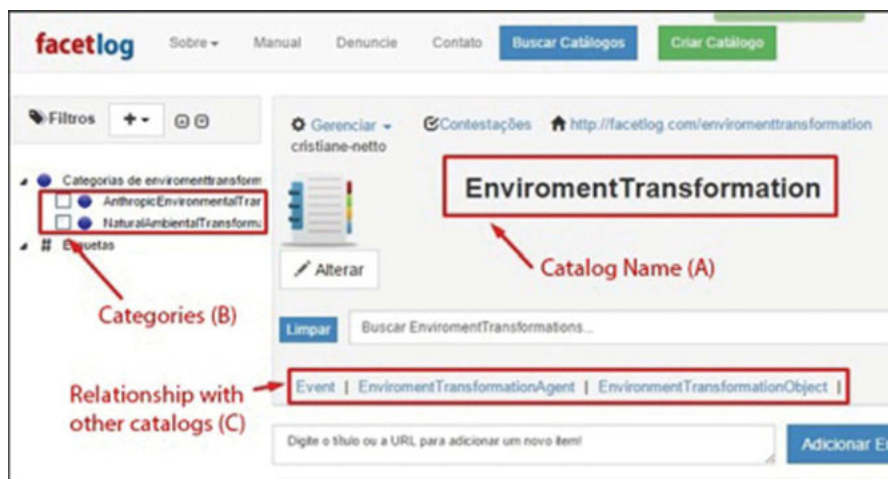 facetlog Sobre Manual Denuncie Contato Buscar Catálogos Criar Catálogo
Filtros +
Gerenciar Contestações http://facetlog.com/enviromenttransformation
cristiane-netto
Categorias de enviromenttransform
AnthropicEnvironmentalTran
NaturalAmbientalTransforma
# Etiquetas
EnviromentTransformation
Alterar
Catalog Name (A)
Categories (B)
Limpar Buscar EnviromentTransformations...
Relationship with
other catalogs (C)
Event | EnviromentTransformationAgent | EnvironmentTransformationObject |
Digite o título ou a URL para adicionar um novo item!
Adicionar E